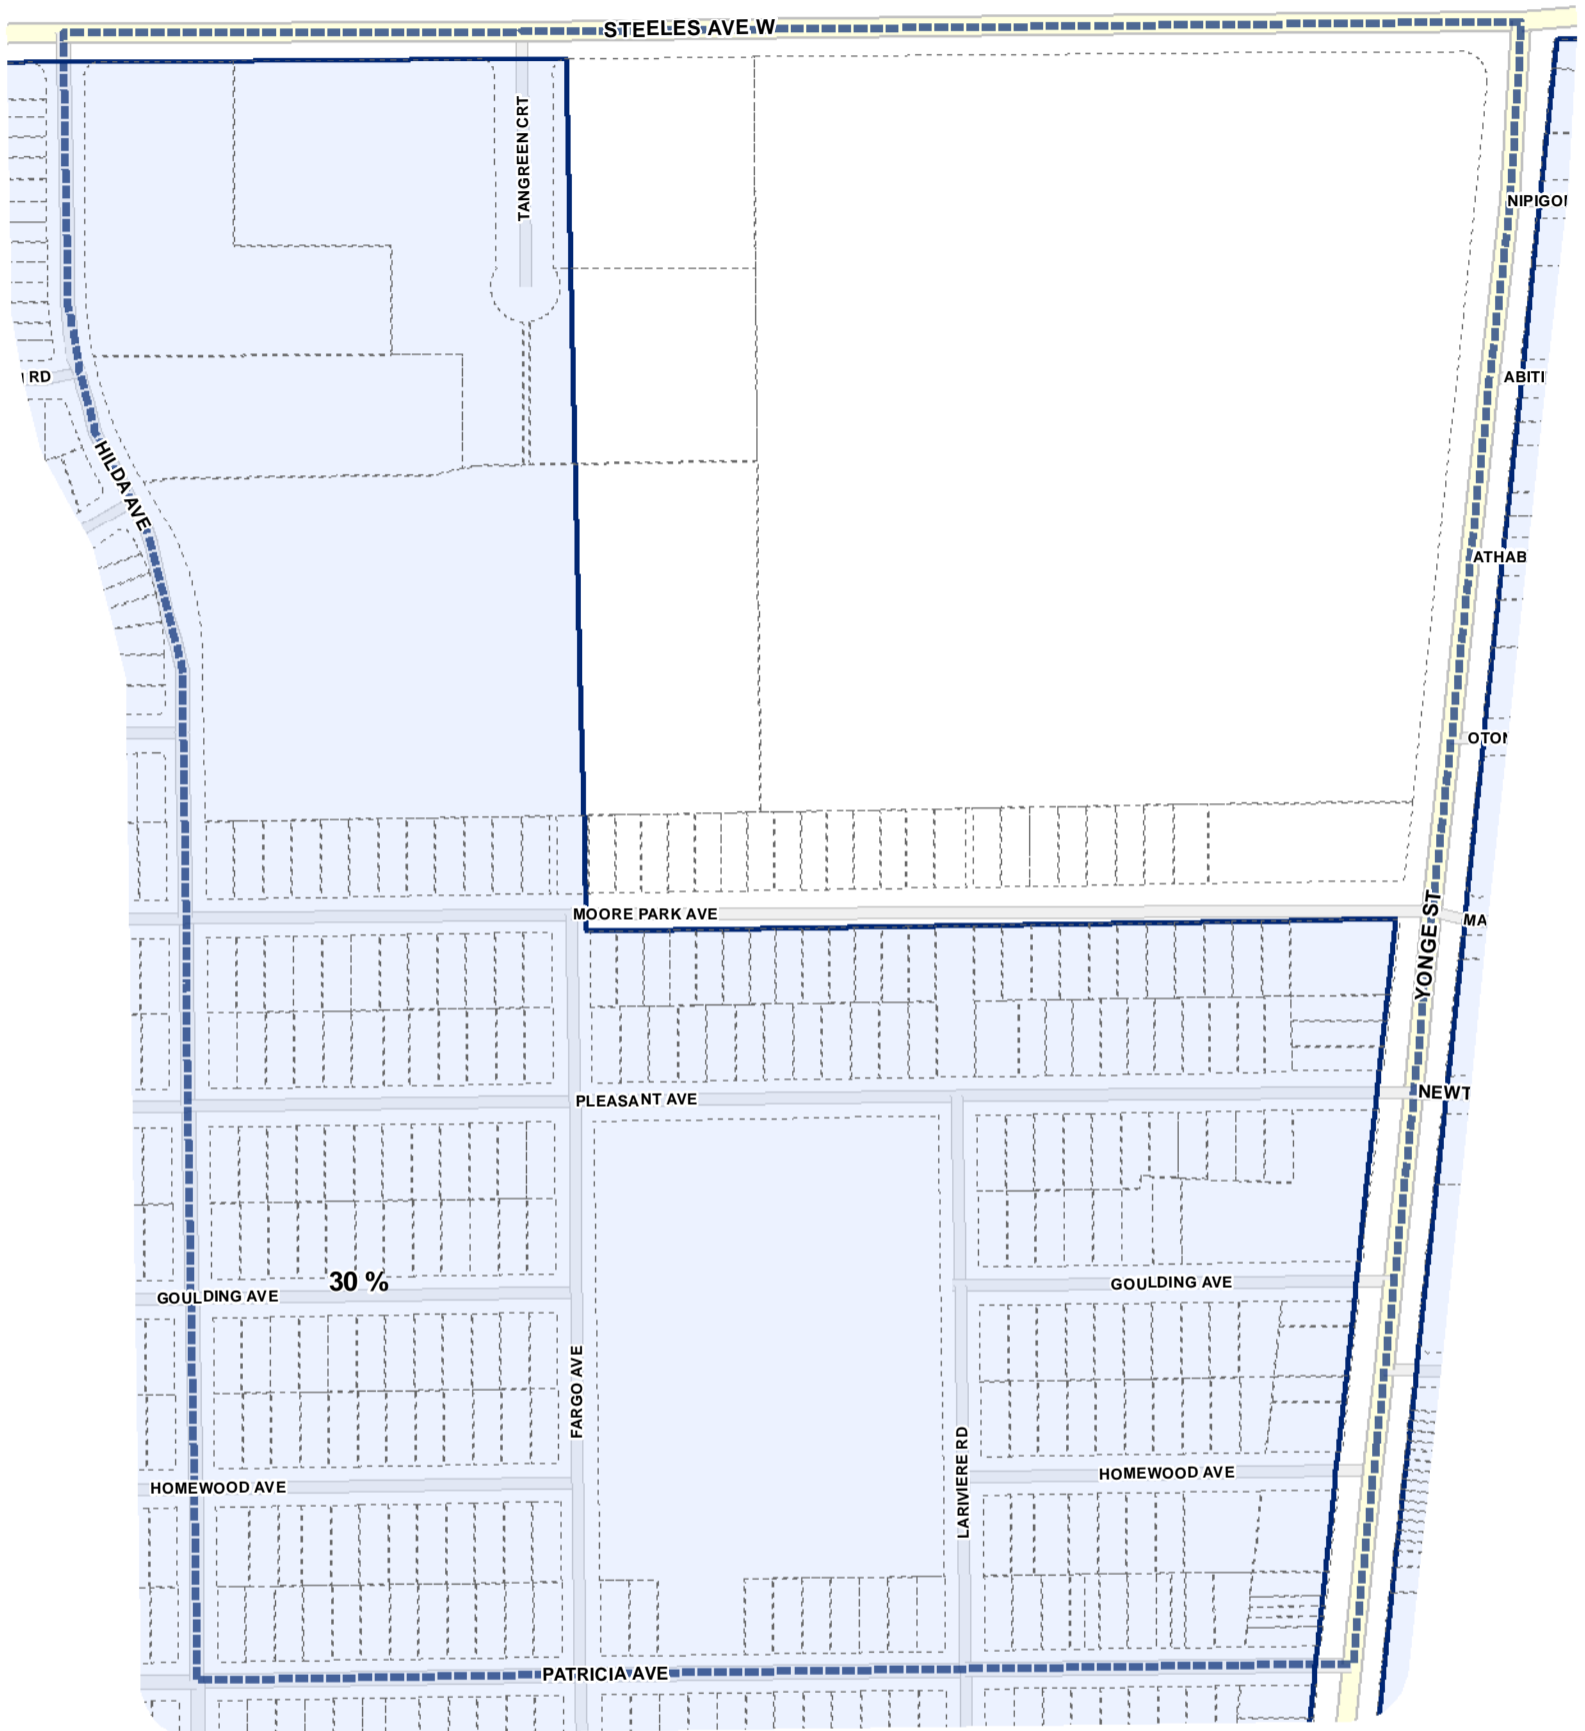 STEELES AVE W
TANGREEN CRT
NIPIGO
RD
ABITI
HILDA AVE
ATHAB
OTON
MOORE PARK AVE
MA
YONGE ST
PLEASANT AVE
NEWT
30 %
GOULDING AVE
GOULDING AVE
FARGO AVE
LARIVIERE RD
HOMEWOOD AVE
HOMEWOOD AVE
PATRICIA AVE